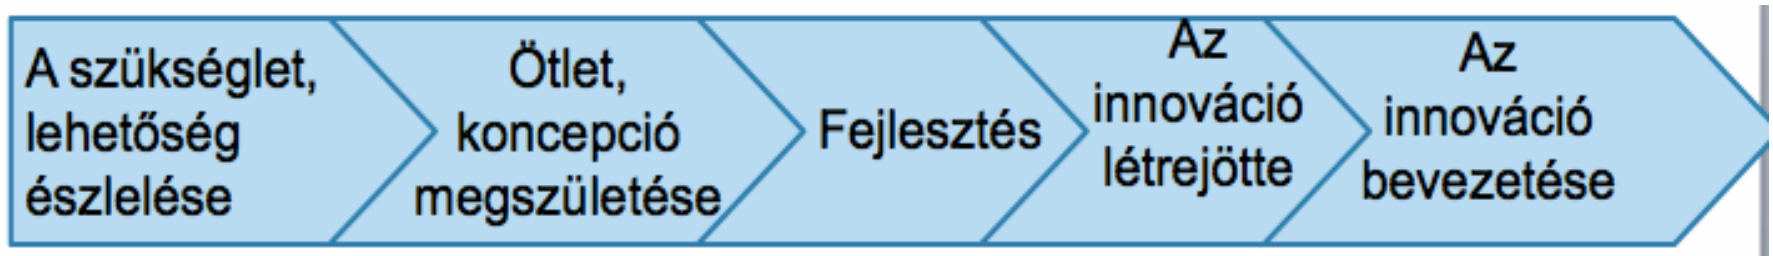 A szükséglet,
lehetőség
észlelése
Ötlet,
koncepció
megszületése
Fejlesztés
Az
innováció
létrejötte
Az
innováció
bevezetése